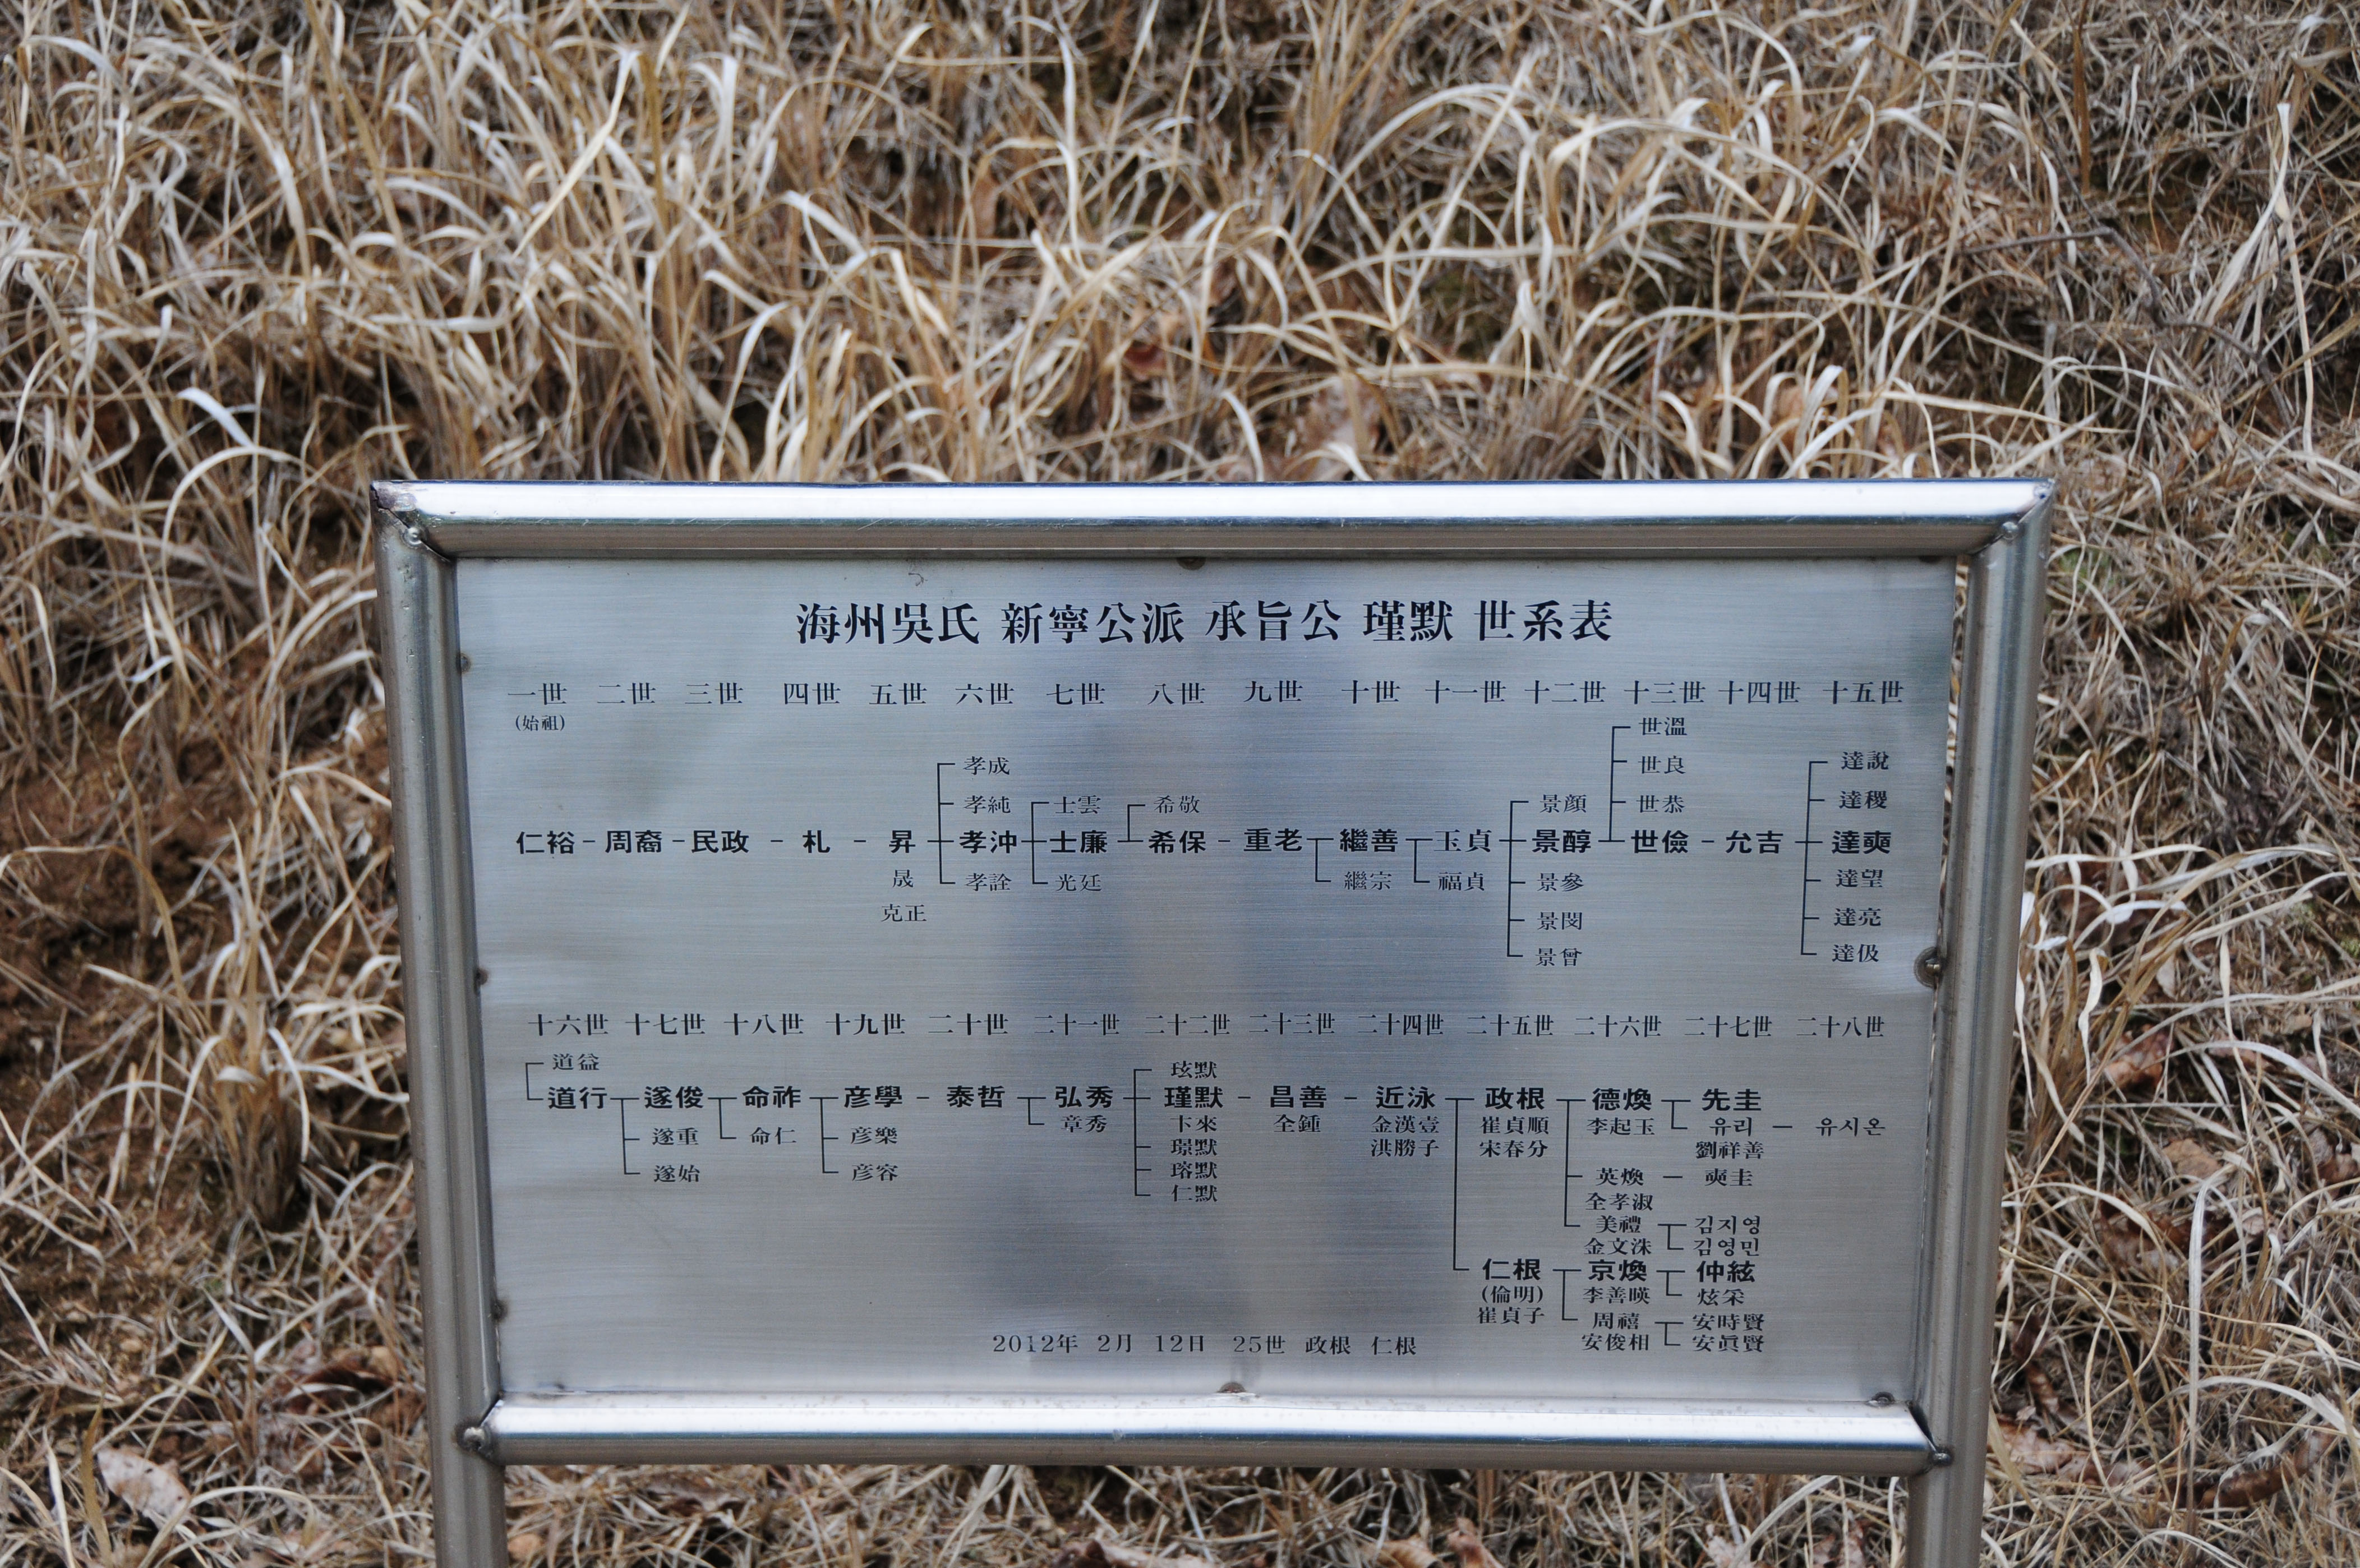 海州吳氏 新寧公派 承旨公 瑾默 世系表
一世 二世 三世 四世 五世 六世 七世 八世 九世 十世 十一世 十二世 十三世 十四世 十五世
(始祖) 世溫
孝成 世良 達說
孝純 士雲 希敬 景顔 世恭 達稷
仁裕 - 周裔 - 民政 - 札 - 昇 孝沖 士廉 希保 - 重老 繼善 玉貞 景醇 世儉 - 允吉 達奭
晟 孝詮 光廷 繼宗 福貞 景參 達望
克正 景閔 達亮
景曾 達伋
十六世 十七世 十八世 十九世 二十世 二十一世 二十二世 二十三世 二十四世 二十五世 二十六世 二十七世 二十八世
道益 玹默
道行 遂俊 命祚 彦學 - 泰哲 弘秀 瑾默 - 昌善 - 近泳 政根 德煥 先圭
章秀 卞來 全鍾 金漢壹 崔貞順 李起玉 유리 - 유시온
遂重 命仁 彦樂 璟默 洪勝子 宋春分 劉祥善
遂始 彦容 瑢默 英煥 - 奭圭
仁默 全孝淑
美禮 김지영
金文洙 김영민
仁根 京煥 仲絃
(倫明) 李善暎 炫采
崔貞子 周禧 安時賢
安俊相 安眞賢
2012年 2月 12日 25世 政根 仁根